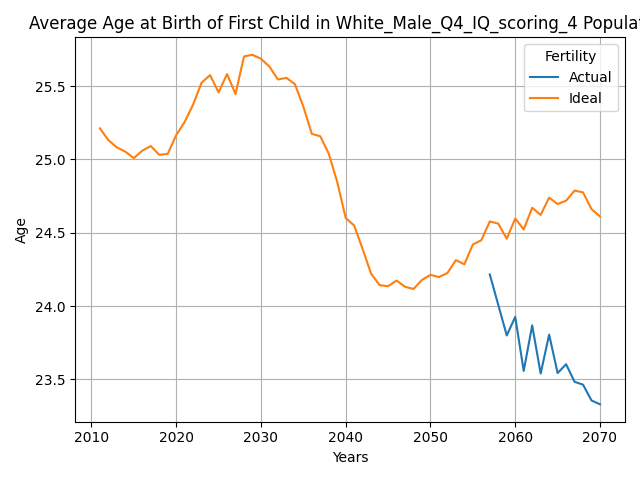 Average Age at Birth of First Child in White_Male_Q4_IQ_scoring_4 Populat
Fertility
Actual
Ideal
25.5
25.0
24.5
24.0
23.5
Age
2010 2020 2030 2040 2050 2060 2070
Years